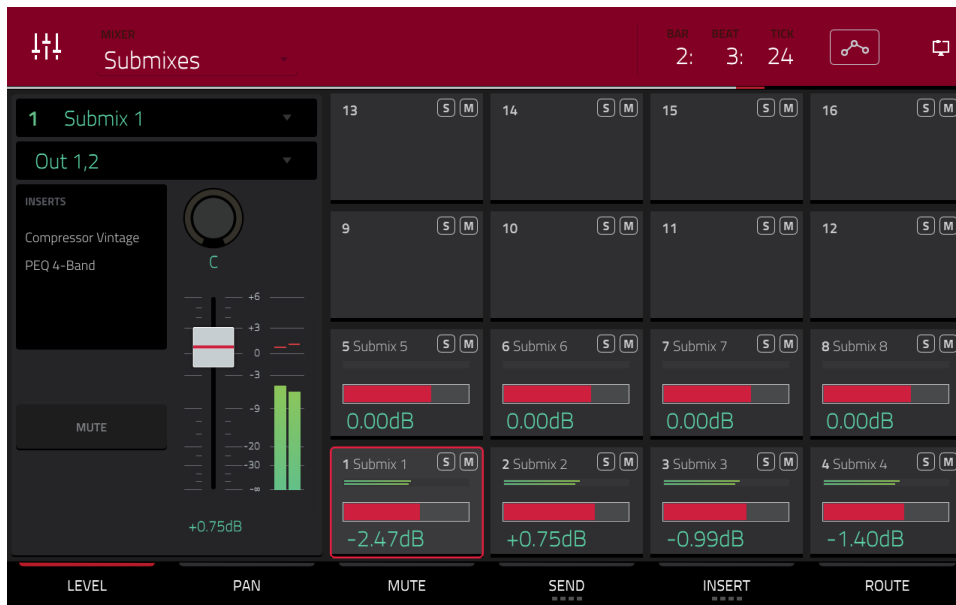 MIXER
Submixes
BAR BEAT TICK
2: 3: 24
1 Submix 1
Out 1,2
INSERTS
Compressor Vintage
PEQ 4-Band
C
+6
+3
0
-3
-9
-20
-30
-∞
MUTE
+0.75dB
13 S M
14 S M
15 S M
16 S M
9 S M
10 S M
11 S M
12 S M
5 Submix 5 S M
0.00dB
6 Submix 6 S M
0.00dB
7 Submix 7 S M
0.00dB
8 Submix 8 S M
0.00dB
1 Submix 1 S M
-2.47dB
2 Submix 2 S M
+0.75dB
3 Submix 3 S M
-0.99dB
4 Submix 4 S M
-1.40dB
LEVEL PAN MUTE SEND INSERT ROUTE